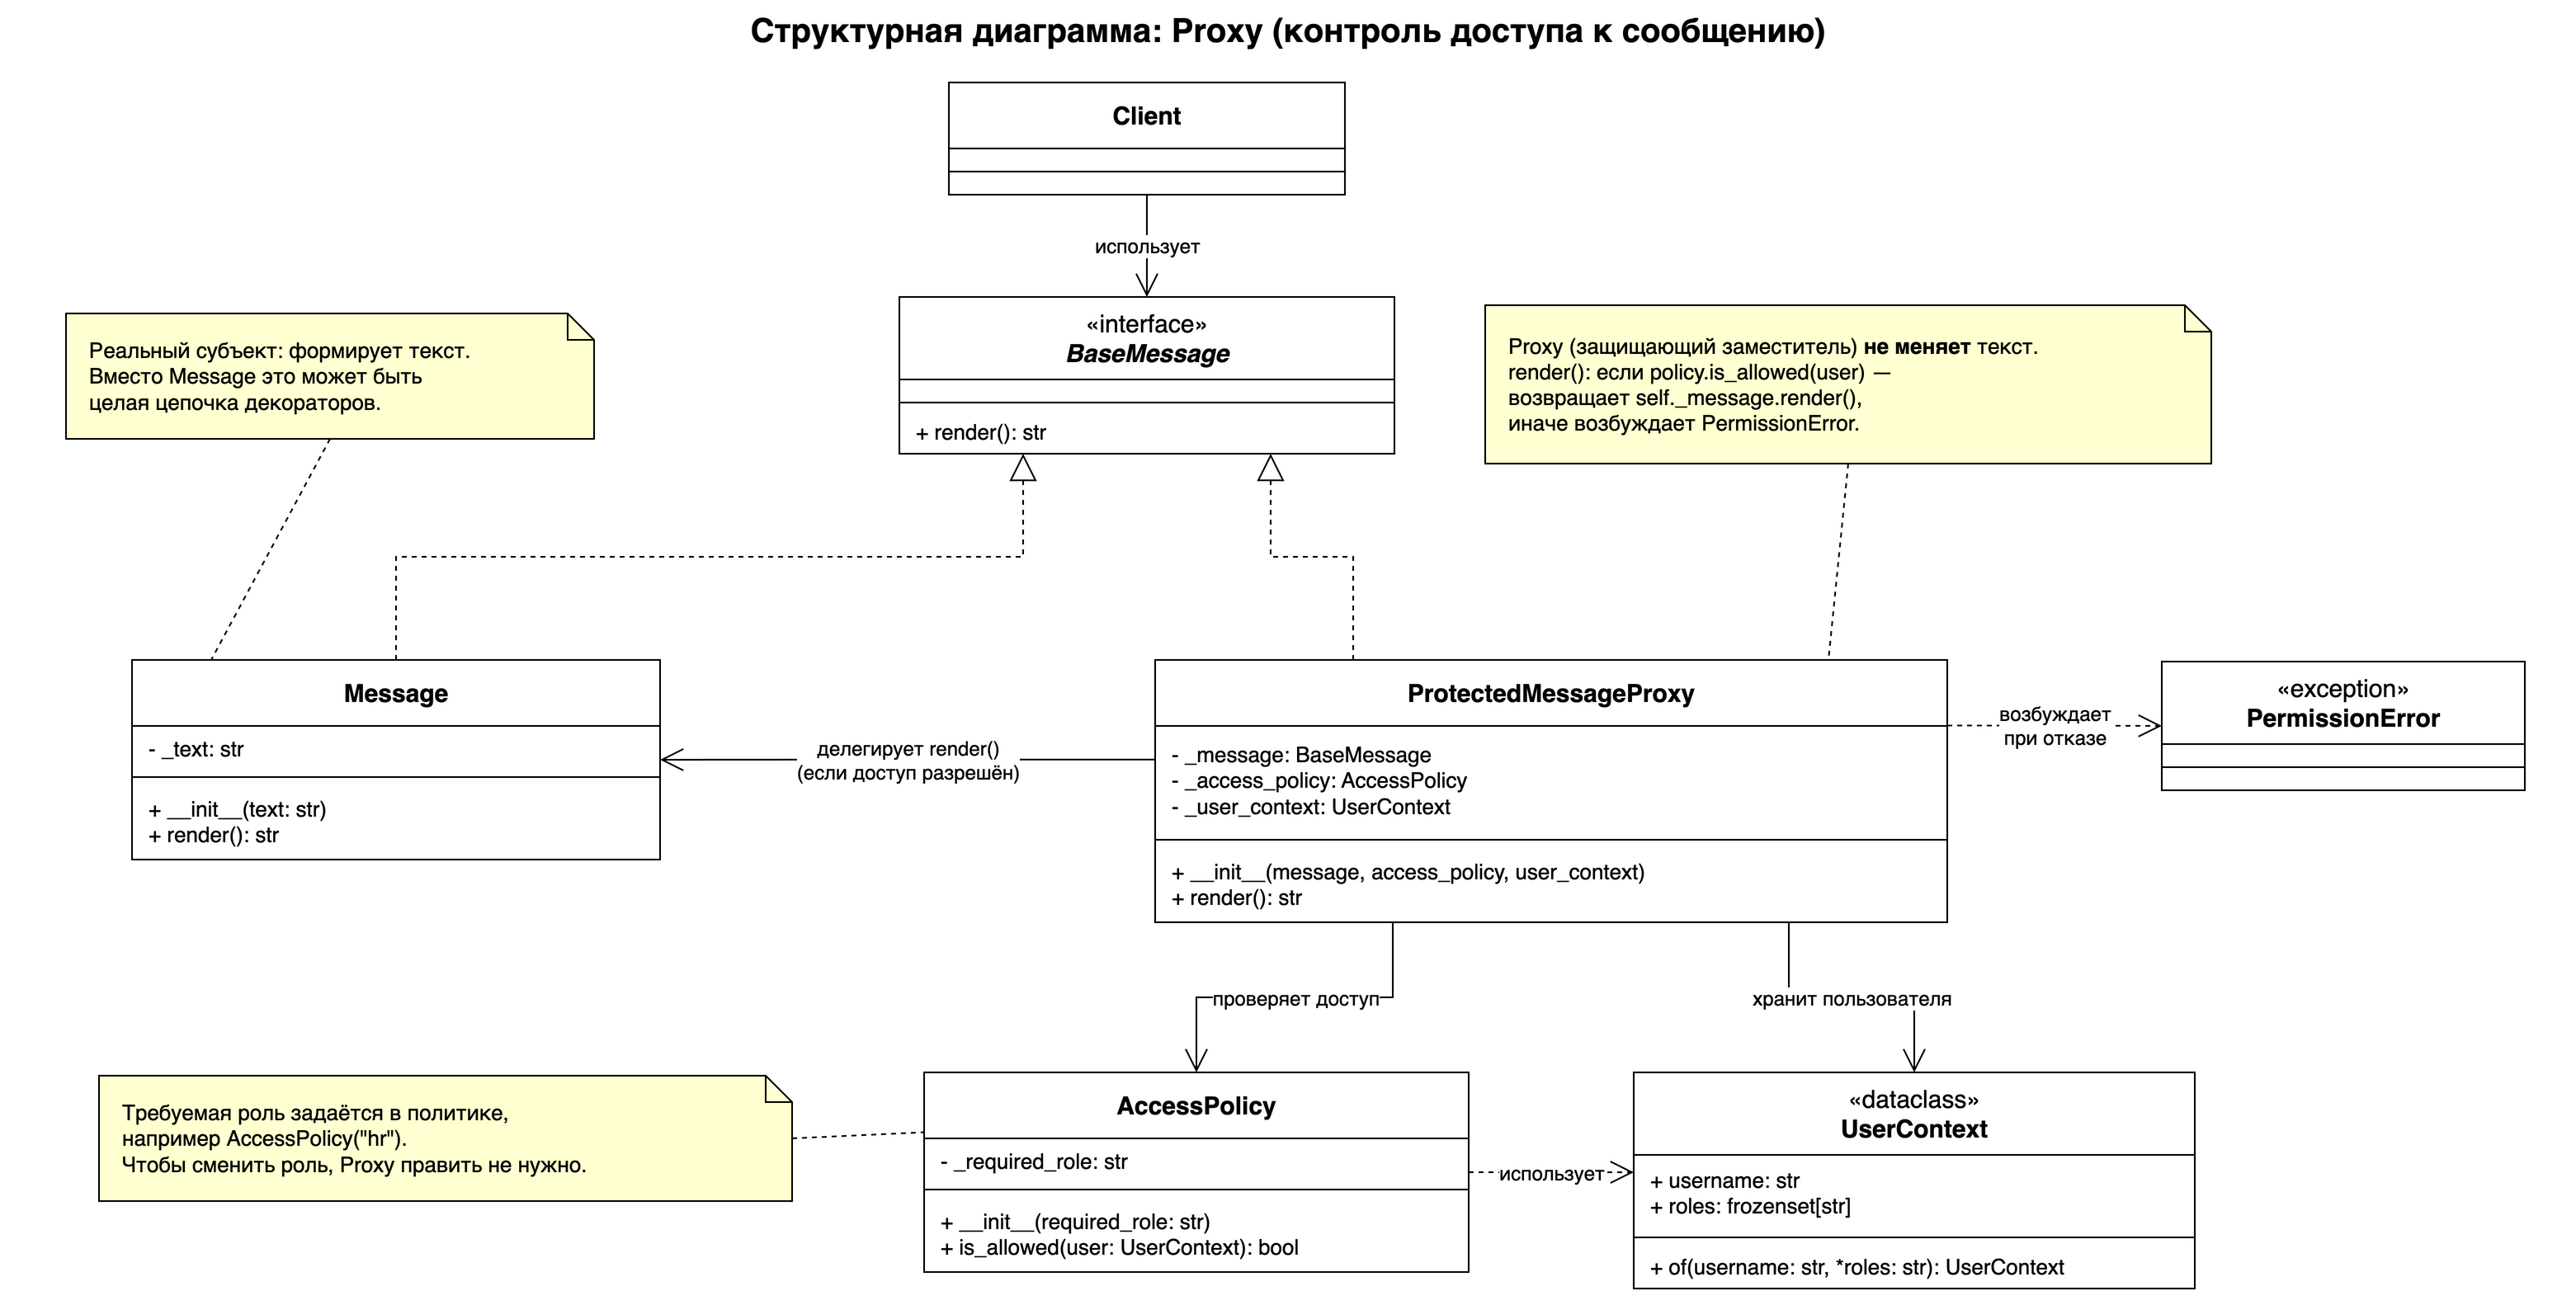 Структурная диаграмма: Proxy (контроль доступа к сообщению)
Client
использует
«interface»
BaseMessage
+ render(): str
Реальный субъект: формирует текст.
Вместо Message это может быть
целая цепочка декораторов.
Proxy (защищающий заместитель) не меняет текст.
render(): если policy.is_allowed(user) —
возвращает self._message.render(),
иначе возбуждает PermissionError.
Message
- _text: str
+ __init__(text: str)
+ render(): str
делегирует render()
(если доступ разрешён)
ProtectedMessageProxy
- _message: BaseMessage
- _access_policy: AccessPolicy
- _user_context: UserContext
+ __init__(message, access_policy, user_context)
+ render(): str
возбуждает
при отказе
«exception»
PermissionError
проверяет доступ
хранит пользователя
Требуемая роль задаётся в политике,
например AccessPolicy("hr").
Чтобы сменить роль, Proxy править не нужно.
AccessPolicy
- _required_role: str
+ __init__(required_role: str)
+ is_allowed(user: UserContext): bool
использует
«dataclass»
UserContext
+ username: str
+ roles: frozenset[str]
+ of(username: str, *roles: str): UserContext